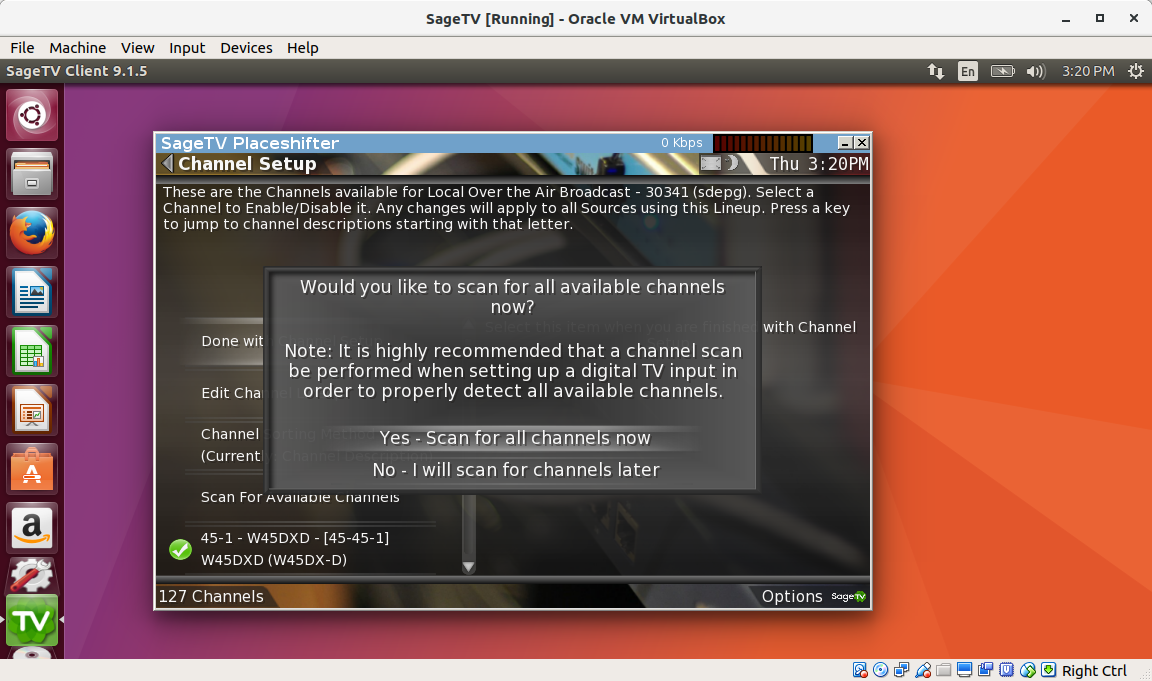 SageTV [Running] - Oracle VM VirtualBox
File Machine View Input Devices Help
SageTV Client 9.1.5
En
3:20 PM
SageTV Placeshifter
0 Kbps
Channel Setup
Thu 3:20PM
These are the Channels available for Local Over the Air Broadcast - 30341 (sdepg). Select a
Channel to Enable/Disable it. Any changes will apply to all Sources using this Lineup. Press a key
to jump to channel descriptions starting with that letter.
Would you like to scan for all available channels
now?
Select this item when you are finished with Channel
Done wit
Note: It is highly recommended that a channel scan
be performed when setting up a digital TV input in
order to properly detect all available channels.
Edit Cha
Channel Sorting Method
(Currently: Channel Description)
Yes - Scan for all channels now
No - I will scan for channels later
Scan For Available Channels
45-1 - W45DXD - [45-45-1]
W45DXD (W45DX-D)
127 Channels
Options
SageTV
TV
a
A
Right Ctrl